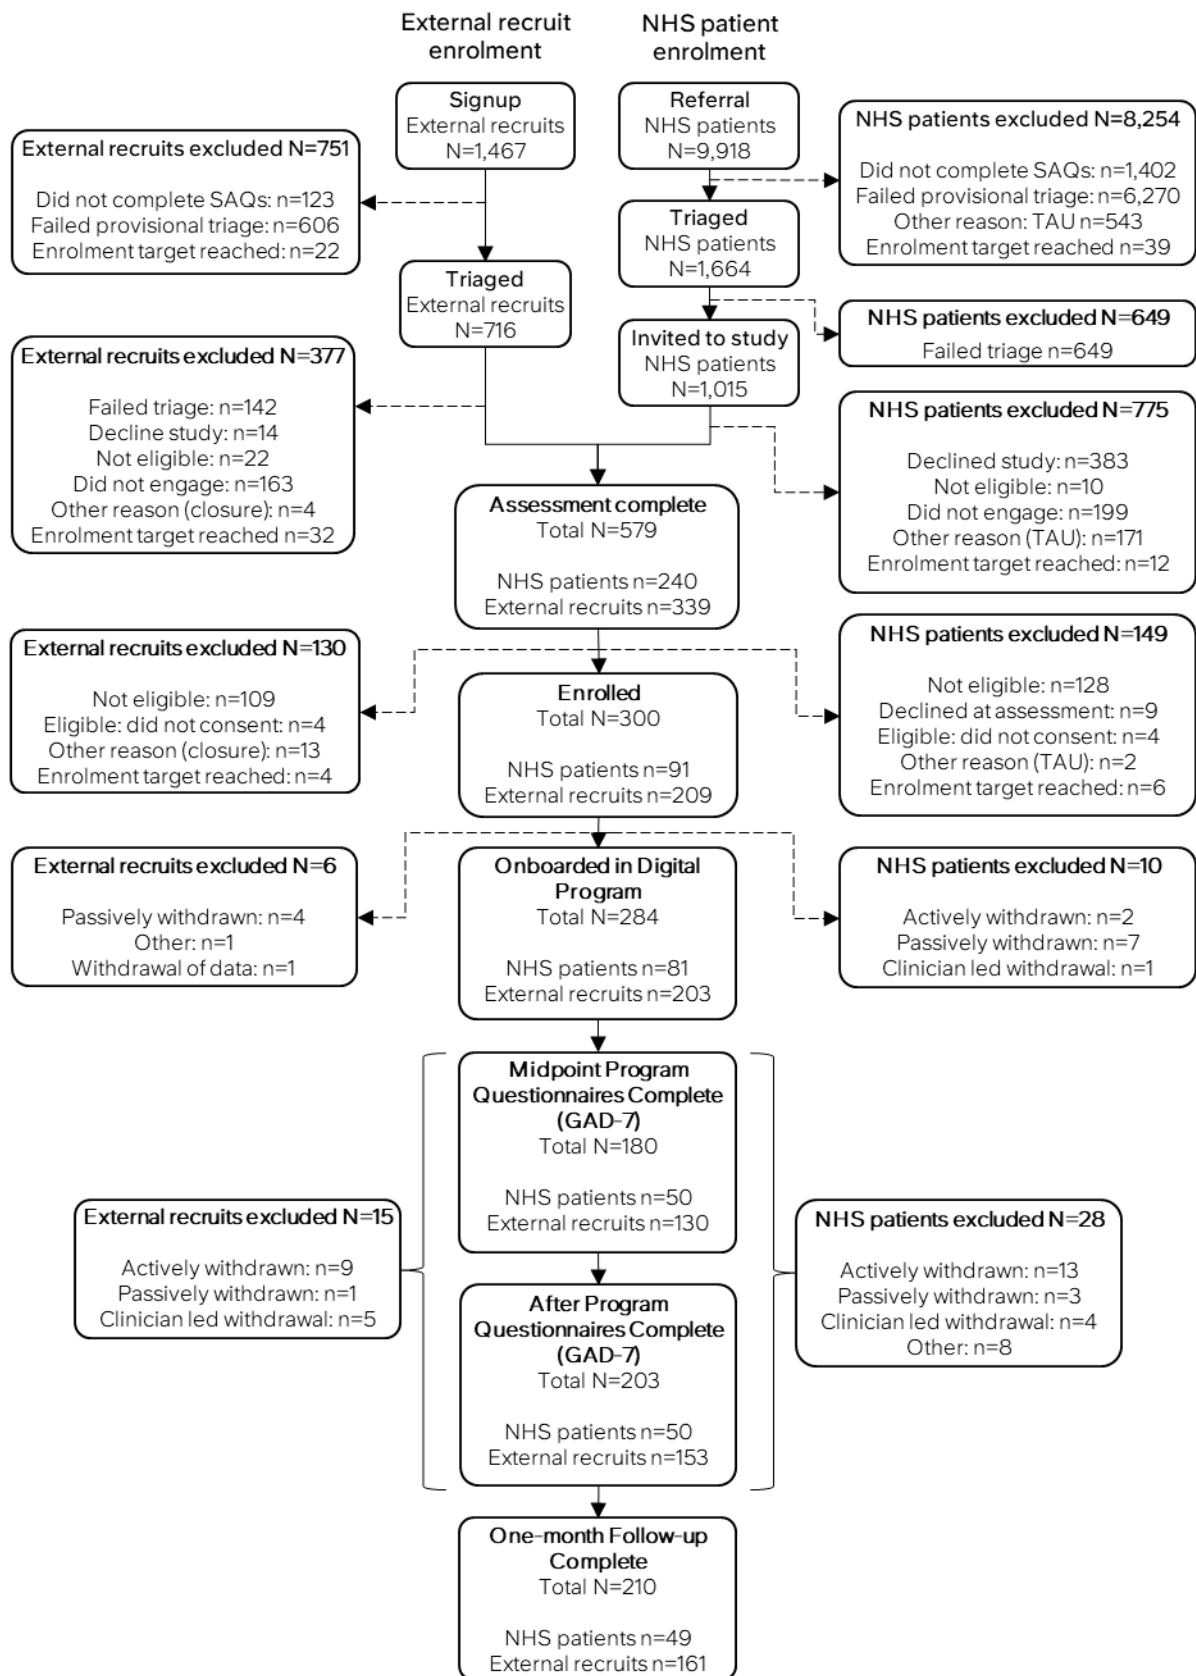 External recruit
enrolment
NHS patient
enrolment
Signup
External recruits
N=1,467
Referral
NHS patients
N=9,918
External recruits excluded N=751
Did not complete SAQs: n=123
Failed provisional triage: n=606
Enrolment target reached: n=22
NHS patients excluded N=8,254
Did not complete SAQs: n=1,402
Failed provisional triage: n=6,270
Other reason: TAU n=543
Enrolment target reached n=39
Triaged
External recruits
N=716
Triaged
NHS patients
N=1,664
NHS patients excluded N=649
Failed triage n=649
Invited to study
NHS patients
N=1,015
External recruits excluded N=377
Failed triage: n=142
Decline study: n=14
Not eligible: n=22
Did not engage: n=163
Other reason (closure): n=4
Enrolment target reached n=32
NHS patients excluded N=775
Declined study: n=383
Not eligible: n=10
Did not engage: n=199
Other reason (TAU): n=171
Enrolment target reached: n=12
Assessment complete
Total N=579
NHS patients n=240
External recruits n=339
External recruits excluded N=130
Not eligible: n=109
Eligible: did not consent: n=4
Other reason (closure): n=13
Enrolment target reached: n=4
NHS patients excluded N=149
Not eligible: n=128
Declined at assessment: n=9
Eligible: did not consent: n=4
Other reason (TAU): n=2
Enrolment target reached: n=6
Enrolled
Total N=300
NHS patients n=91
External recruits n=209
External recruits excluded N=6
Passively withdrawn: n=4
Other: n=1
Withdrawal of data: n=1
NHS patients excluded N=10
Actively withdrawn: n=2
Passively withdrawn: n=7
Clinician led withdrawal: n=1
Onboarded in Digital
Program
Total N=284
NHS patients n=81
External recruits n=203
Midpoint Program
Questionnaires Complete
(GAD-7)
Total N=180
NHS patients n=50
External recruits n=130
External recruits excluded N=15
Actively withdrawn: n=9
Passively withdrawn: n=1
Clinician led withdrawal: n=5
NHS patients excluded N=28
Actively withdrawn: n=13
Passively withdrawn: n=3
Clinician led withdrawal: n=4
Other: n=8
After Program
Questionnaires Complete
(GAD-7)
Total N=203
NHS patients n=50
External recruits n=153
One-month Follow-up
Complete
Total N=210
NHS patients n=49
External recruits n=161